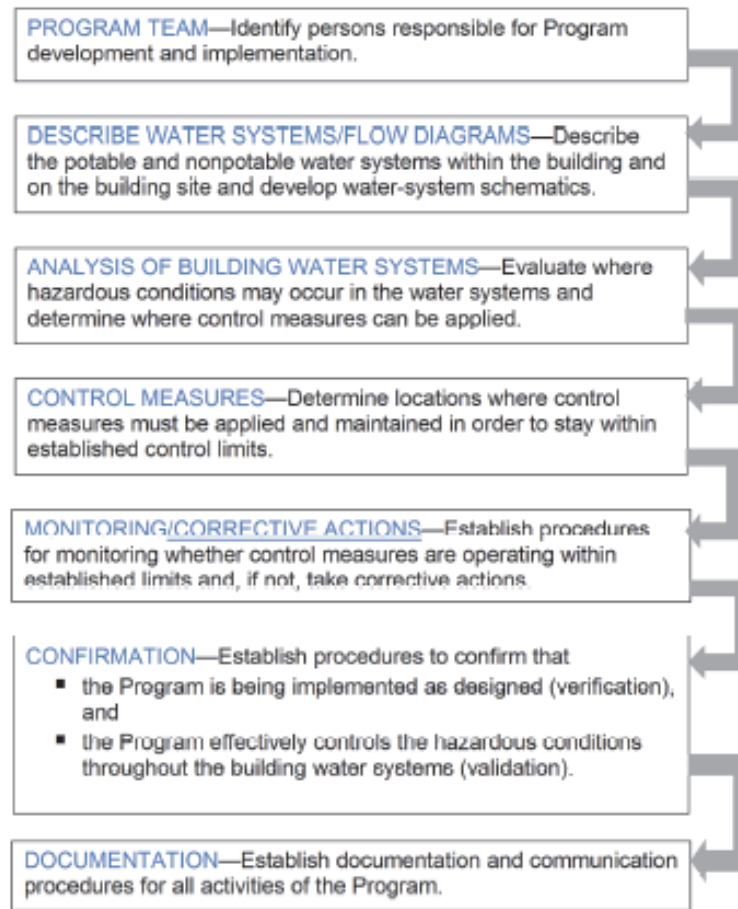 PROGRAM TEAM—Identify persons responsible for Program
development and implementation.
DESCRIBE WATER SYSTEMS/FLOW DIAGRAMS—Describe
the potable and nonpotable water systems within the building and
on the building site and develop water-system schematics.
ANALYSIS OF BUILDING WATER SYSTEMS—Evaluate where
hazardous conditions may occur in the water systems and
determine where control measures can be applied.
CONTROL MEASURES—Determine locations where control
measures must be applied and maintained in order to stay within
established control limits.
MONITORING/CORRECTIVE ACTIONS—Establish procedures
for monitoring whether control measures are operating within
established limits and, if not, take corrective actions.
CONFIRMATION—Establish procedures to confirm that
▪ the Program is being implemented as designed (verification),
and
▪ the Program effectively controls the hazardous conditions
throughout the building water systems (validation).
DOCUMENTATION—Establish documentation and communication
procedures for all activities of the Program.